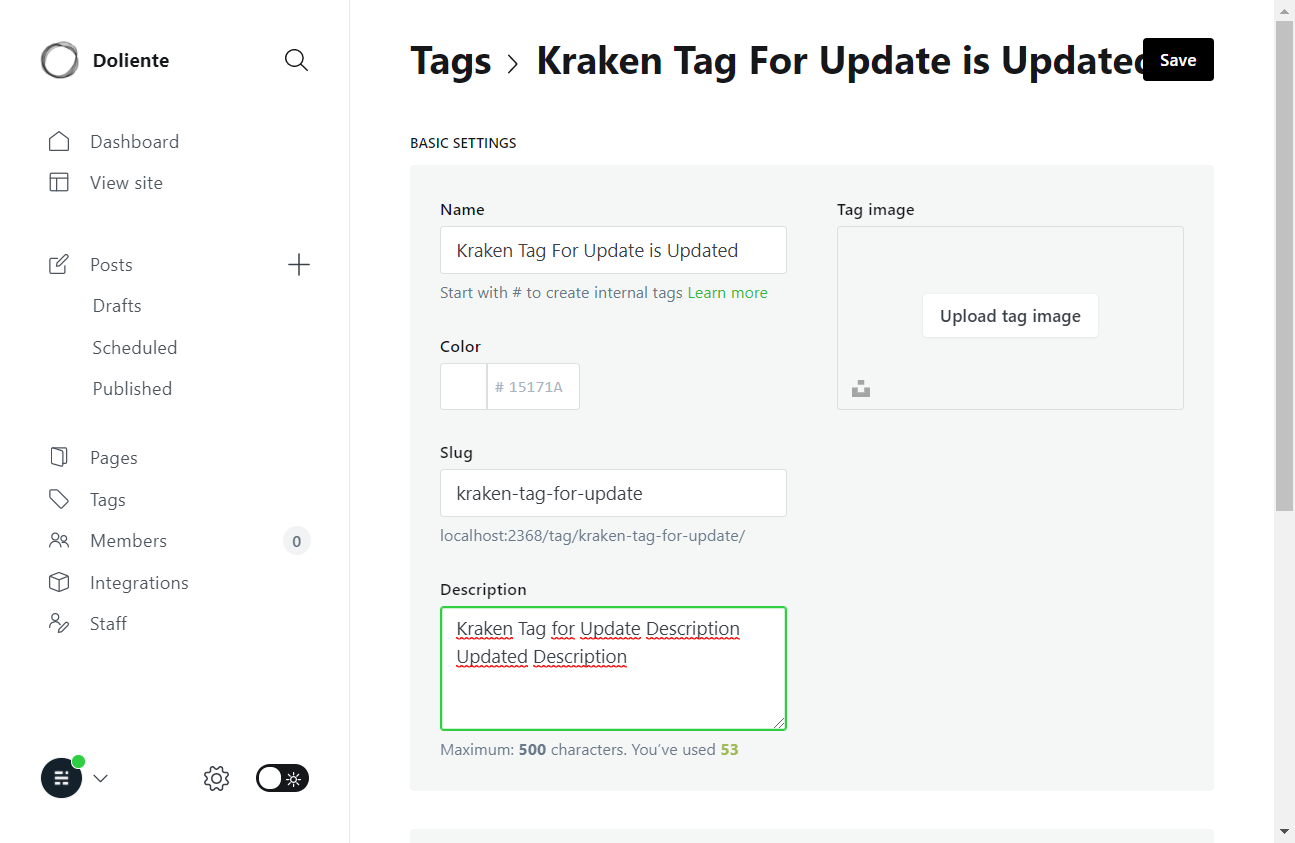 Doliente
Dashboard
View site
Posts
Drafts
Scheduled
Published
Pages
Tags
Members 0
Integrations
Staff
Tags > Kraken Tag For Update is Updated
Save
BASIC SETTINGS
Name
Kraken Tag For Update is Updated
Start with # to create internal tags Learn more
Color
# 15171A
Slug
kraken-tag-for-update
localhost:2368/tag/kraken-tag-for-update/
Description
Kraken Tag for Update Description
Updated Description
Maximum: 500 characters. You’ve used 53
Tag image
Upload tag image